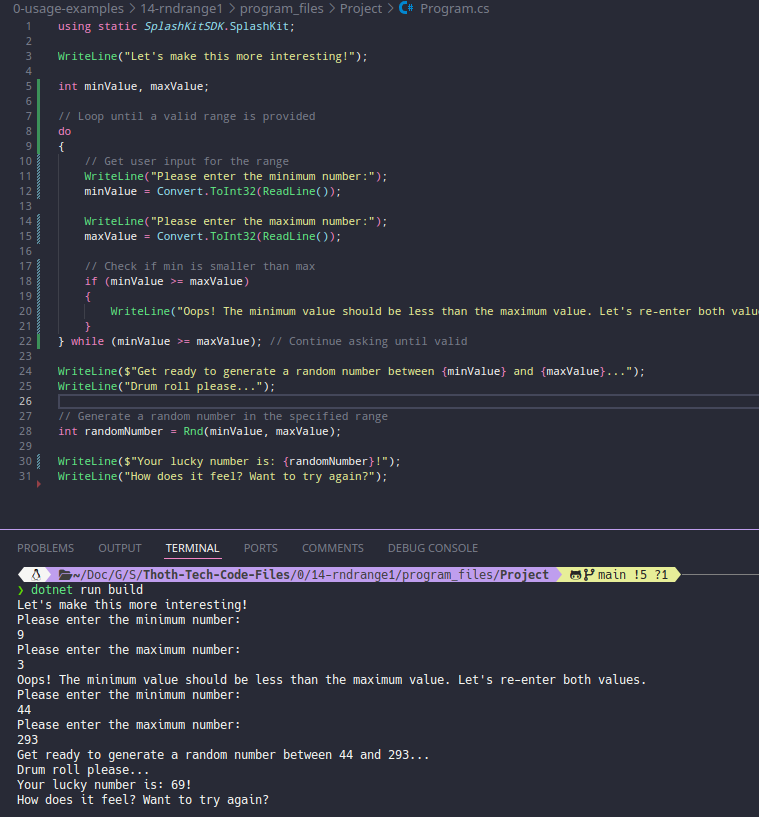 0-usage-examples > 14-rndrange1 > program_files > Project > C# Program.cs
1 using static SplashKitSDK.SplashKit;
2
3 WriteLine("Let's make this more interesting!");
4
5 int minValue, maxValue;
6
7 // Loop until a valid range is provided
8 do
9 {
10 // Get user input for the range
11 WriteLine("Please enter the minimum number:");
12 minValue = Convert.ToInt32(ReadLine());
13
14 WriteLine("Please enter the maximum number:");
15 maxValue = Convert.ToInt32(ReadLine());
16
17 // Check if min is smaller than max
18 if (minValue >= maxValue)
19 {
20 WriteLine("Oops! The minimum value should be less than the maximum value. Let's re-enter both valu
21 }
22 } while (minValue >= maxValue); // Continue asking until valid
23
24 WriteLine($"Get ready to generate a random number between {minValue} and {maxValue}...");
25 WriteLine("Drum roll please...");
26
27 // Generate a random number in the specified range
28 int randomNumber = Rnd(minValue, maxValue);
29
30 WriteLine($"Your lucky number is: {randomNumber}!");
31 WriteLine("How does it feel? Want to try again?");
PROBLEMS OUTPUT TERMINAL PORTS COMMENTS DEBUG CONSOLE
~/Doc/G/S/Thoth-Tech-Code-Files/0/14-rndrange1/program_files/Project main !5 ?1
❯ dotnet run build
Let's make this more interesting!
Please enter the minimum number:
9
Please enter the maximum number:
3
Oops! The minimum value should be less than the maximum value. Let's re-enter both values.
Please enter the minimum number:
44
Please enter the maximum number:
293
Get ready to generate a random number between 44 and 293...
Drum roll please...
Your lucky number is: 69!
How does it feel? Want to try again?